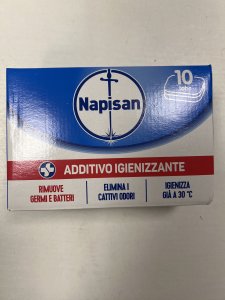 10
Napisan
ADDITIVO IGIENIZZANTE
RIMUOVE
GERMI E BATTERI
ELIMINA I
CATTIVI ODORI
IGIENIZZA
GIÀ A 30 °C